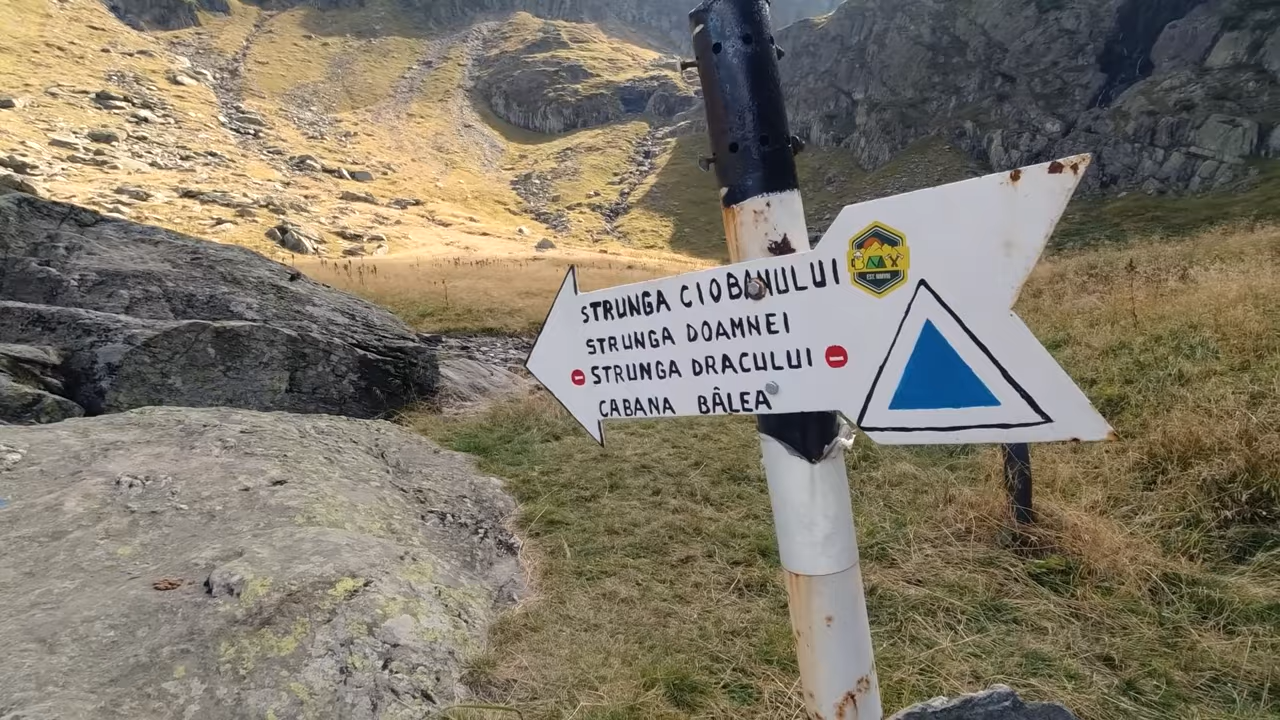 STRUNGA CIOBANULUI
STRUNGA DOAMNEI
STRUNGA DRACULUI
CABANA BÂLEA